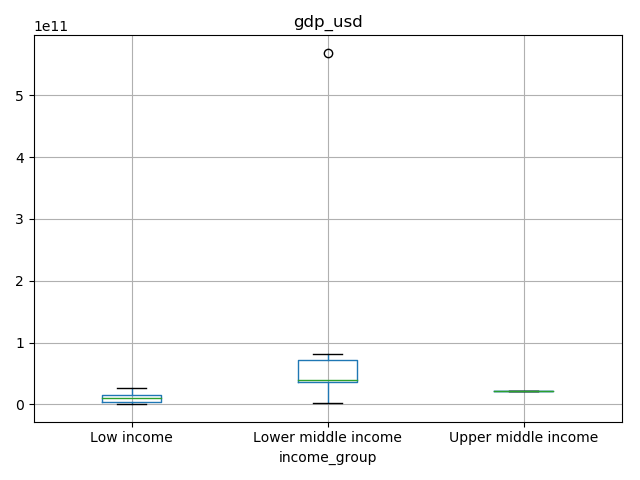 gdp_usd
1e11
5
4
3
2
1
0
Low income
Lower middle income
Upper middle income
income_group